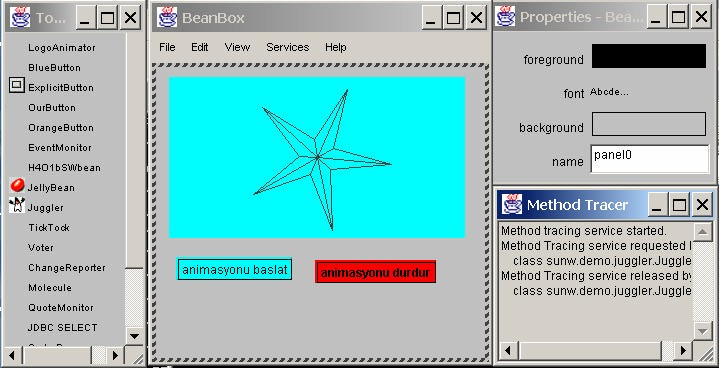 To...
LogoAnimator
BlueButton
ExplicitButton
OurButton
OrangeButton
EventMonitor
H4O1bSWbean
JellyBean
Juggler
TickTock
Voter
ChangeReporter
Molecule
QuoteMonitor
JDBC SELECT
BeanBox
File Edit View Services Help
animasyonu baslat
animasyonu durdur
Properties - Bea...
foreground
font Abcde...
background
name panel0
Method Tracer
Method tracing service started.
Method Tracing service requested
class sunw.demo.juggler.Juggle
Method Tracing service released by
class sunw.demo.juggler.Juggle